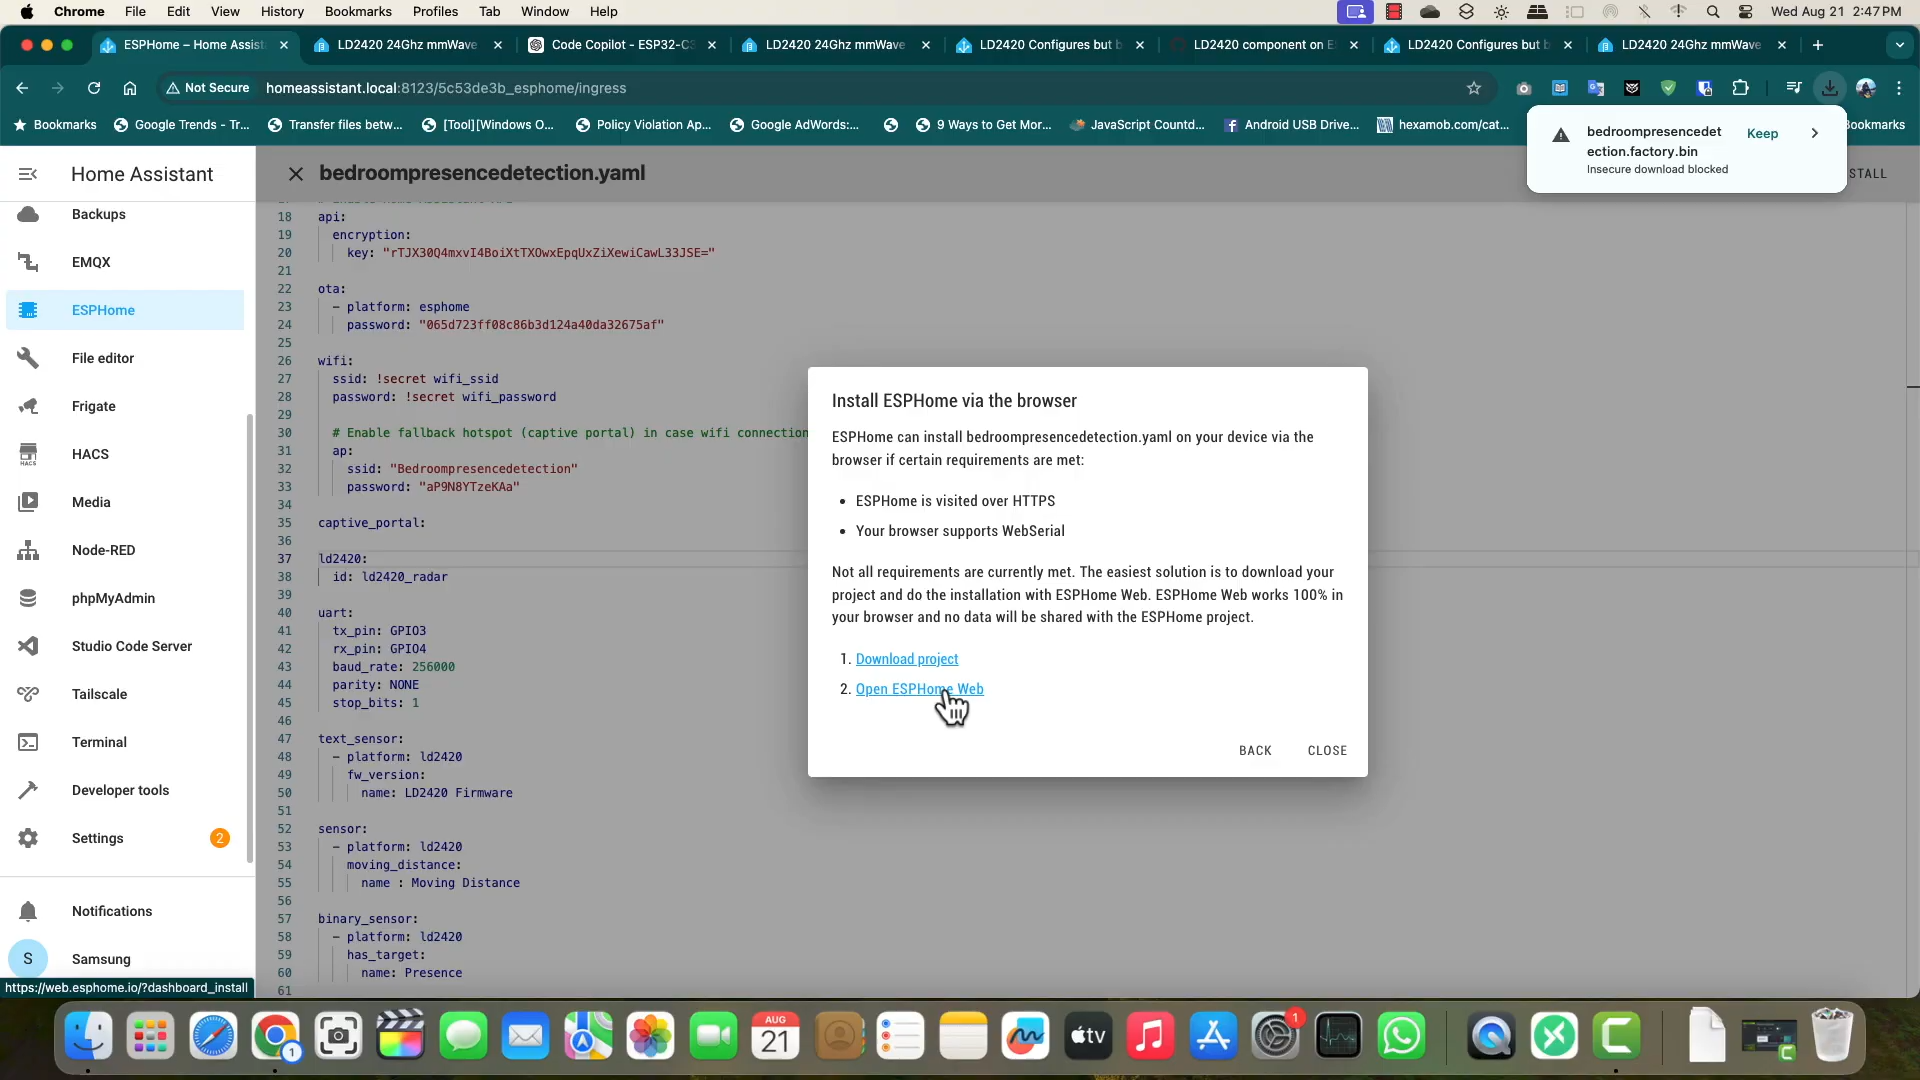 Chrome File Edit View History Bookmarks Profiles Tab Window Help
Wed Aug 21 2:47 PM
ESPHome – Home Assist
LD2420 24Ghz mmWave
Code Copilot - ESP32-C3
LD2420 24Ghz mmWave
LD2420 Configures but b
LD2420 component on E
LD2420 Configures but b
LD2420 24Ghz mmWave
Not Secure homeassistant.local:8123/5c53de3b_esphome/ingress
Bookmarks
Google Trends - Tr...
Transfer files betw...
[Tool][Windows O...
Policy Violation Ap...
Google AdWords:...
9 Ways to Get Mor...
JavaScript Countd...
Android USB Drive...
hexamob.com/cat...
Bookmarks
bedroompresencedet
ection.factory.bin
Insecure download blocked
Keep
Home Assistant
Backups
EMQX
ESPHome
File editor
Frigate
HACS
HACS
Media
Node-RED
phpMyAdmin
Studio Code Server
Tailscale
Terminal
Developer tools
Settings 2
Notifications
S Samsung
https://web.esphome.io/?dashboard_install
bedroompresencedetection.yaml
STALL
18 api:
19 encryption:
20 key: "rTJX30Q4mxvI4BoiXtTXOwxEpqUxZiXewiCawL33JSE="
21
22 ota:
23 - platform: esphome
24 password: "065d723ff08c86b3d124a40da32675af"
25
26 wifi:
27 ssid: !secret wifi_ssid
28 password: !secret wifi_password
29
30 # Enable fallback hotspot (captive portal) in case wifi connection
31 ap:
32 ssid: "Bedroompresencedetection"
33 password: "aP9N8YTzeKAa"
34
35 captive_portal:
36
37 ld2420:
38 id: ld2420_radar
39
40 uart:
41 tx_pin: GPIO3
42 rx_pin: GPIO4
43 baud_rate: 256000
44 parity: NONE
45 stop_bits: 1
46
47 text_sensor:
48 - platform: ld2420
49 fw_version:
50 name: LD2420 Firmware
51
52 sensor:
53 - platform: ld2420
54 moving_distance:
55 name : Moving Distance
56
57 binary_sensor:
58 - platform: ld2420
59 has_target:
60 name: Presence
61
Install ESPHome via the browser
ESPHome can install bedroompresencedetection.yaml on your device via the
browser if certain requirements are met:
• ESPHome is visited over HTTPS
• Your browser supports WebSerial
Not all requirements are currently met. The easiest solution is to download your
project and do the installation with ESPHome Web. ESPHome Web works 100% in
your browser and no data will be shared with the ESPHome project.
1. Download project
2. Open ESPHome Web
BACK CLOSE
1
AUG
21
tv
1